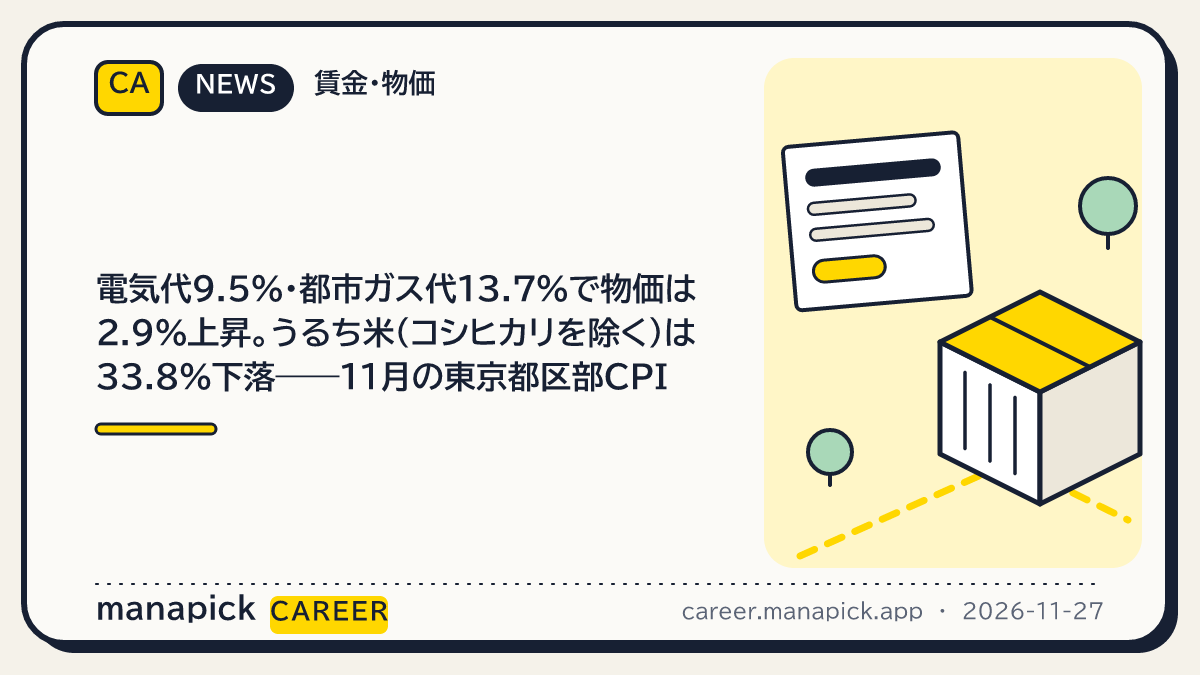 CA NEWS 賃金・物価
電気代9.5%・都市ガス代13.7%で物価は
2.9%上昇。うるち米（コシヒカリを除く）は
33.8%下落――11月の東京都区部CPI
manapick CAREER
career.manapick.app ・ 2026-11-27